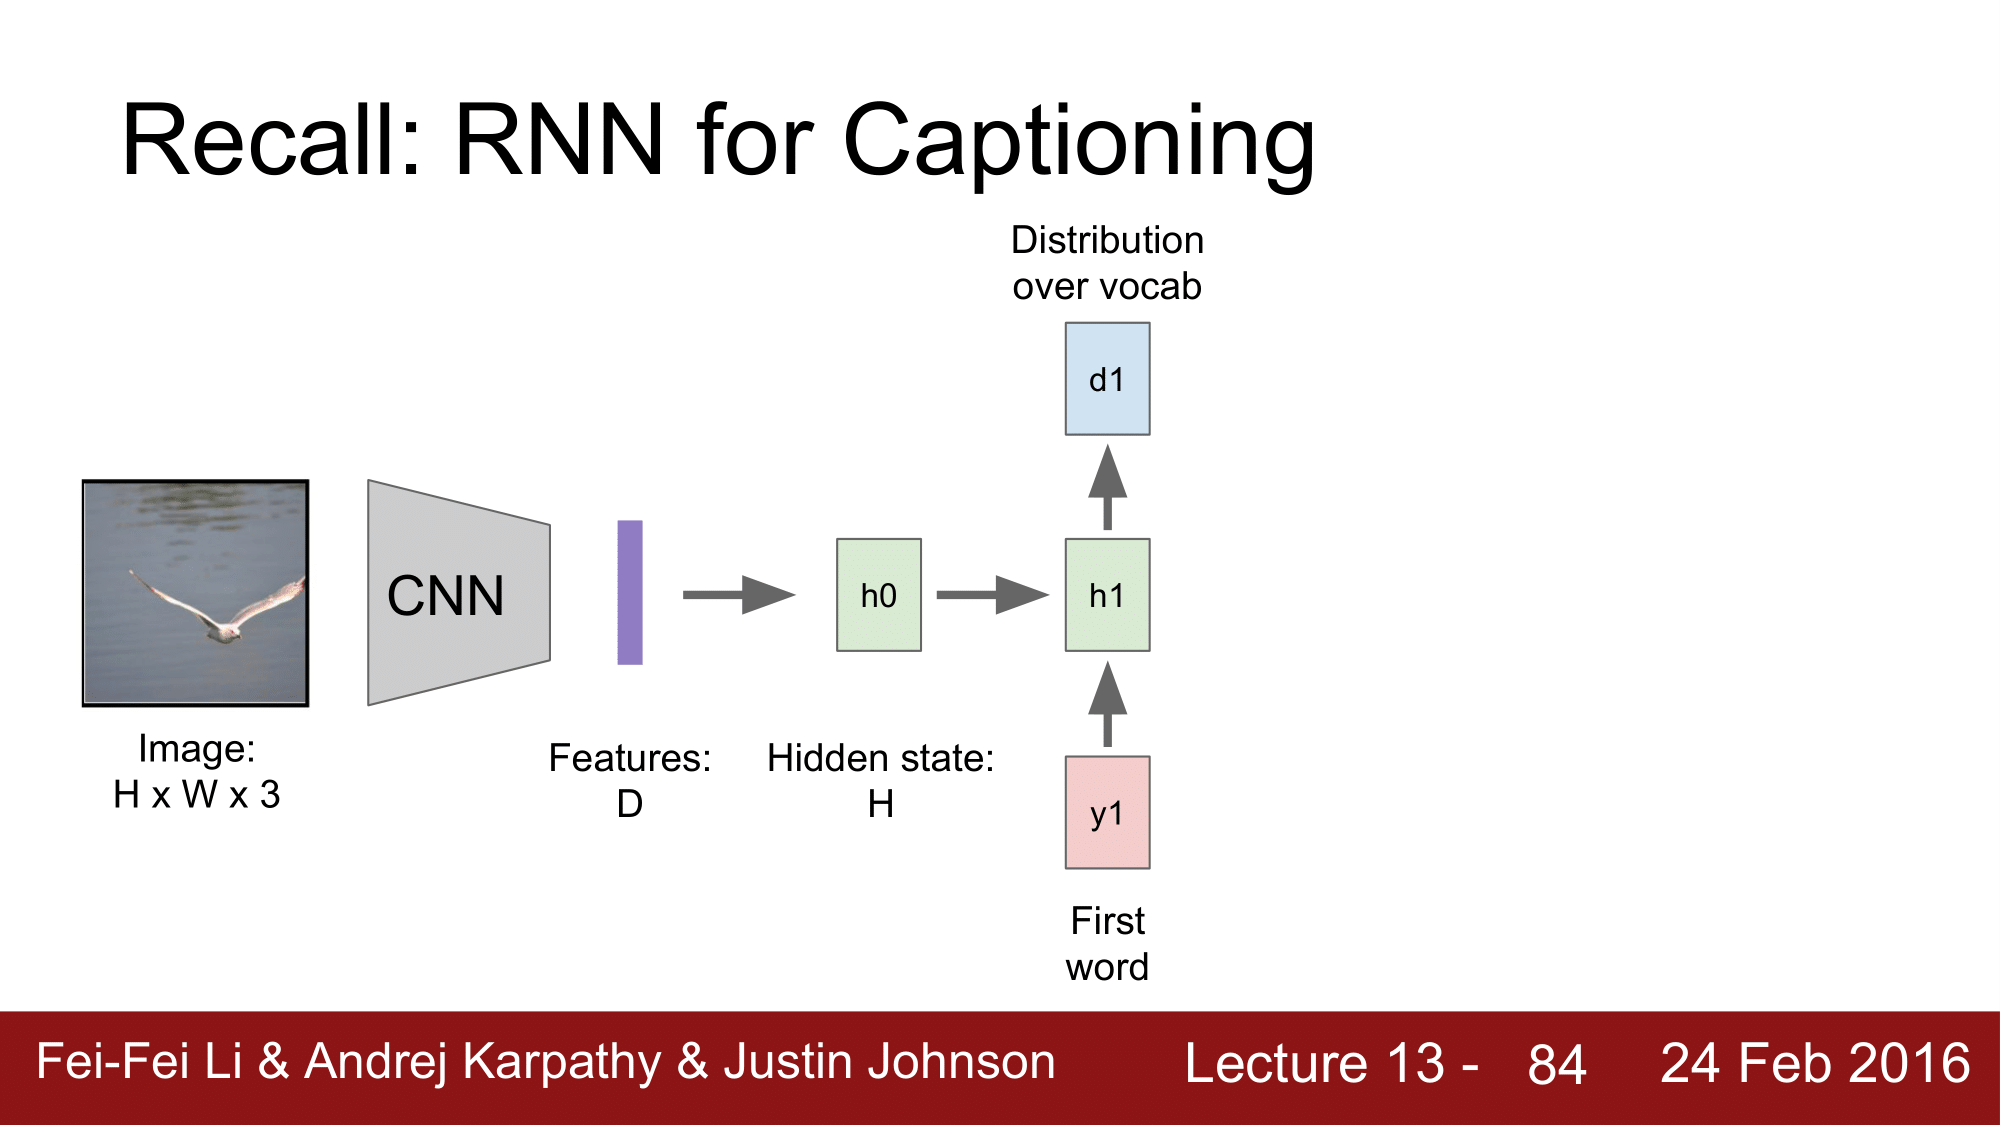 Recall: RNN for Captioning
Distribution
over vocab
d1
CNN
h0
h1
Image:
H x W x 3
Features:
D
Hidden state:
H
y1
First
word
Fei-Fei Li & Andrej Karpathy & Justin Johnson
Lecture 13 - 84
24 Feb 2016